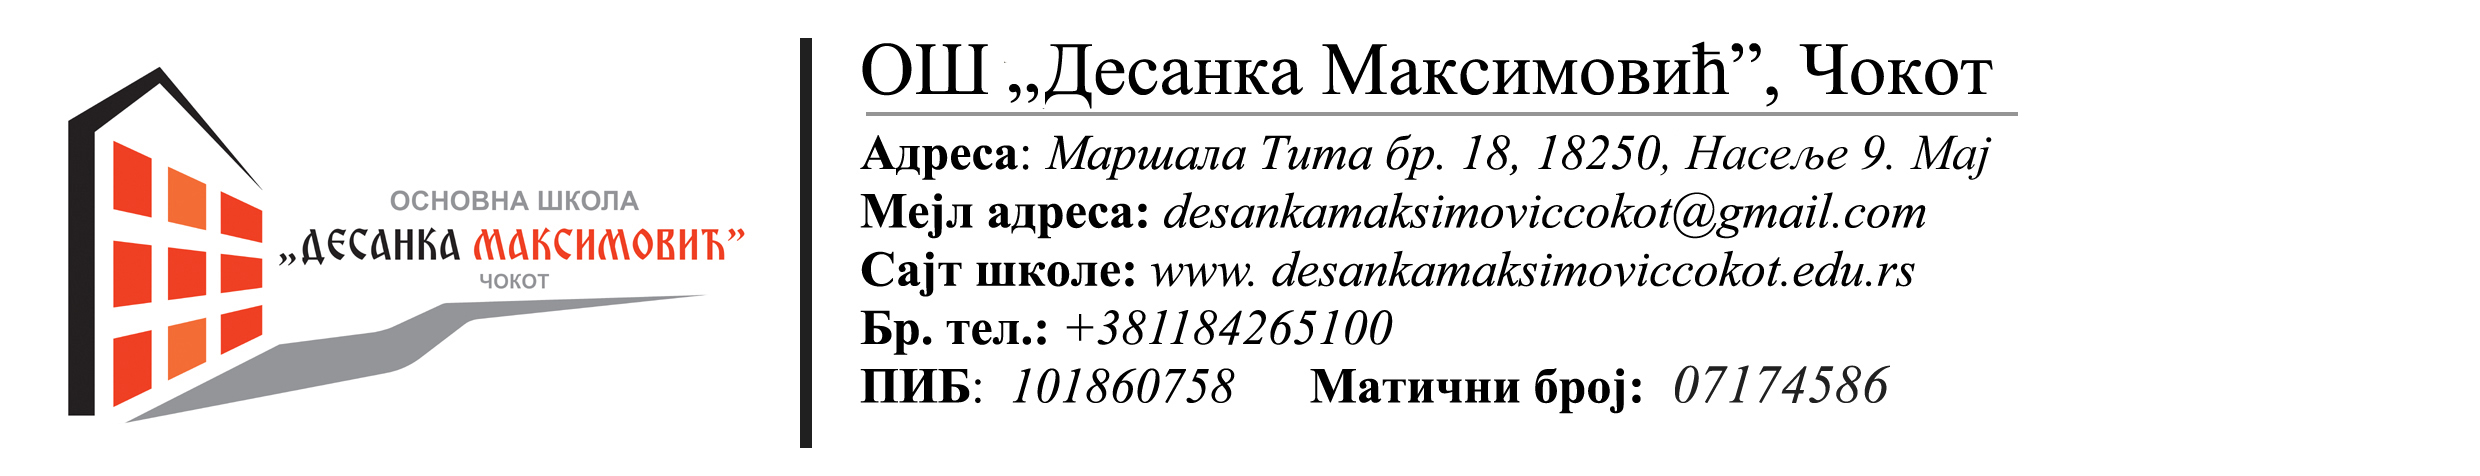 ОСНОВНА ШКОЛА
„ДЕСАНКА МАКСИМОВИЋ”
ЧОКОТ
ОШ „Десанка Максимовић”, Чокот
Адреса: Маршала Тита бр. 18, 18250, Насеље 9. Мај
Мејл адреса: desankamaksimoviccokot@gmail.com
Сајт школе: www. desankamaksimoviccokot.edu.rs
Бр. тел.: +381184265100
ПИБ: 101860758 Матични број: 07174586